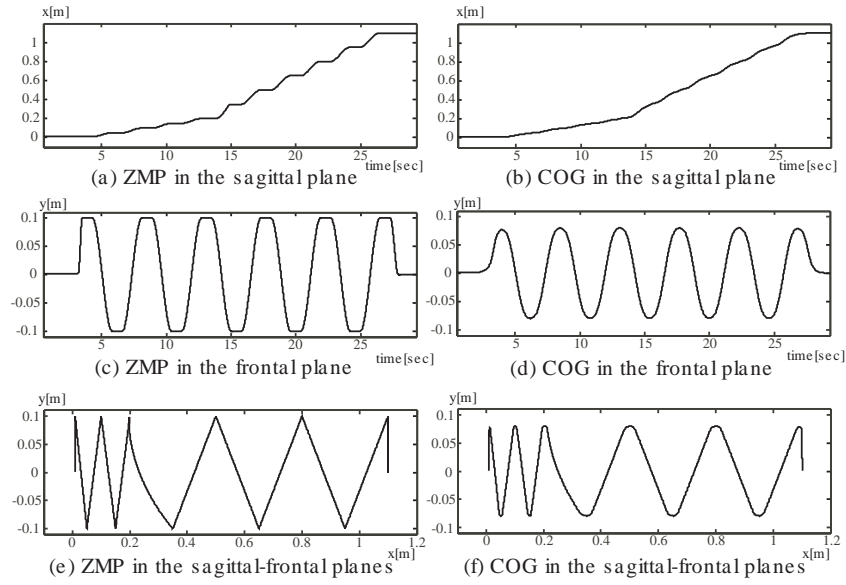 x[m]
1
0.8
0.6
0.4
0.2
0
5 10 15 20 25
time[sec]
(a) ZMP in the sagittal plane
x[m]
1
0.8
0.6
0.4
0.2
0
5 10 15 20 25
time[sec]
(b) COG in the sagittal plane
y[m]
0.1
0.05
0
-0.05
-0.1
5 10 15 20 25
time[sec]
(c) ZMP in the frontal plane
y[m]
0.1
0.05
0
-0.05
-0.1
5 10 15 20 25
time[sec]
(d) COG in the frontal plane
y[m]
0.1
0.05
0
-0.05
-0.1
0 0.2 0.4 0.6 0.8 1 1.2
x[m]
(e) ZMP in the sagittal-frontal planes
y[m]
0.1
0.05
0
-0.05
-0.1
0 0.2 0.4 0.6 0.8 1 1.2
x[m]
(f) COG in the sagittal-frontal planes